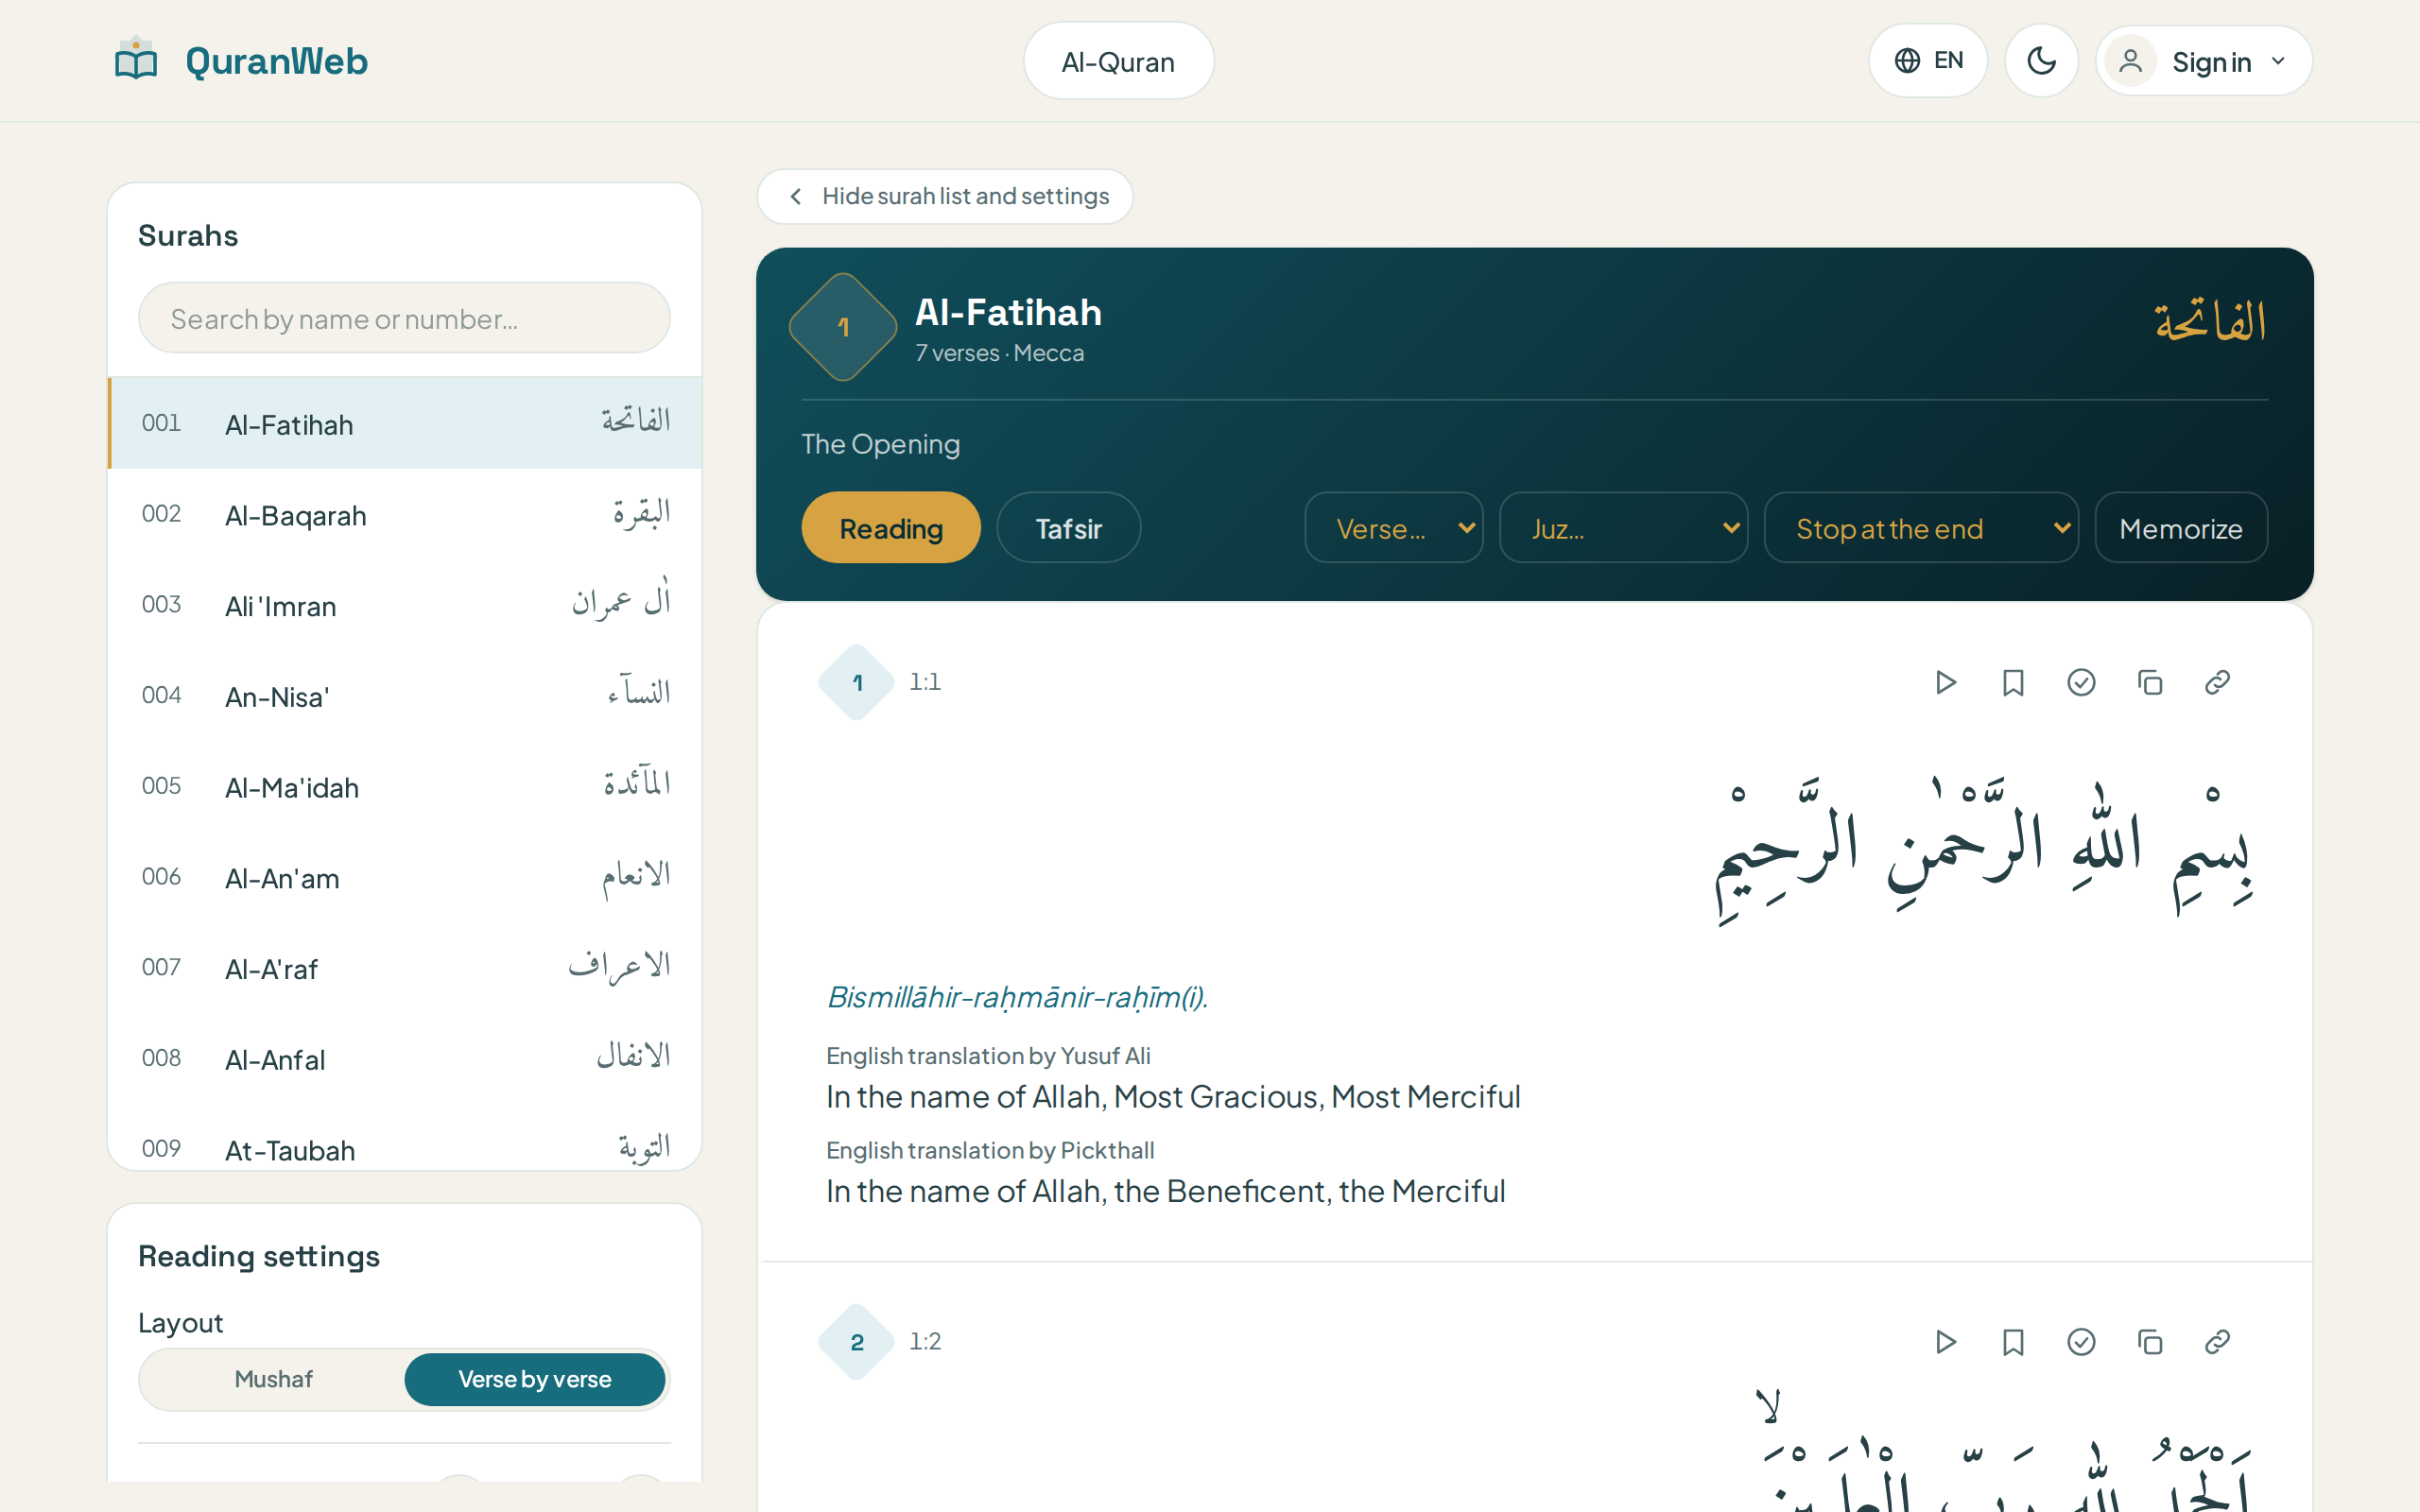 QuranWeb
Al-Quran
EN
Sign in
Surahs
Search by name or number...
001 Al-Fatihah الفاتحة
002 Al-Baqarah البقرة
003 Ali 'Imran اٰل عمران
004 An-Nisa' النسآء
005 Al-Ma'idah المآئدة
006 Al-An'am الانعام
007 Al-A'raf الاعراف
008 Al-Anfal الانفال
009 At-Taubah التوبة
Reading settings
Layout
Mushaf
Verse by verse
Hide surah list and settings
1
Al-Fatihah
الفاتحة
7 verses · Mecca
The Opening
Reading
Tafsir
Verse...
Juz...
Stop at the end
Memorize
1 1:1
بِسْمِ اللّٰهِ الرَّحْمٰنِ الرَّحِيْمِ
Bismillāhir-raḥmānir-raḥīm(i).
English translation by Yusuf Ali
In the name of Allah, Most Gracious, Most Merciful
English translation by Pickthall
In the name of Allah, the Beneficent, the Merciful
2 1:2